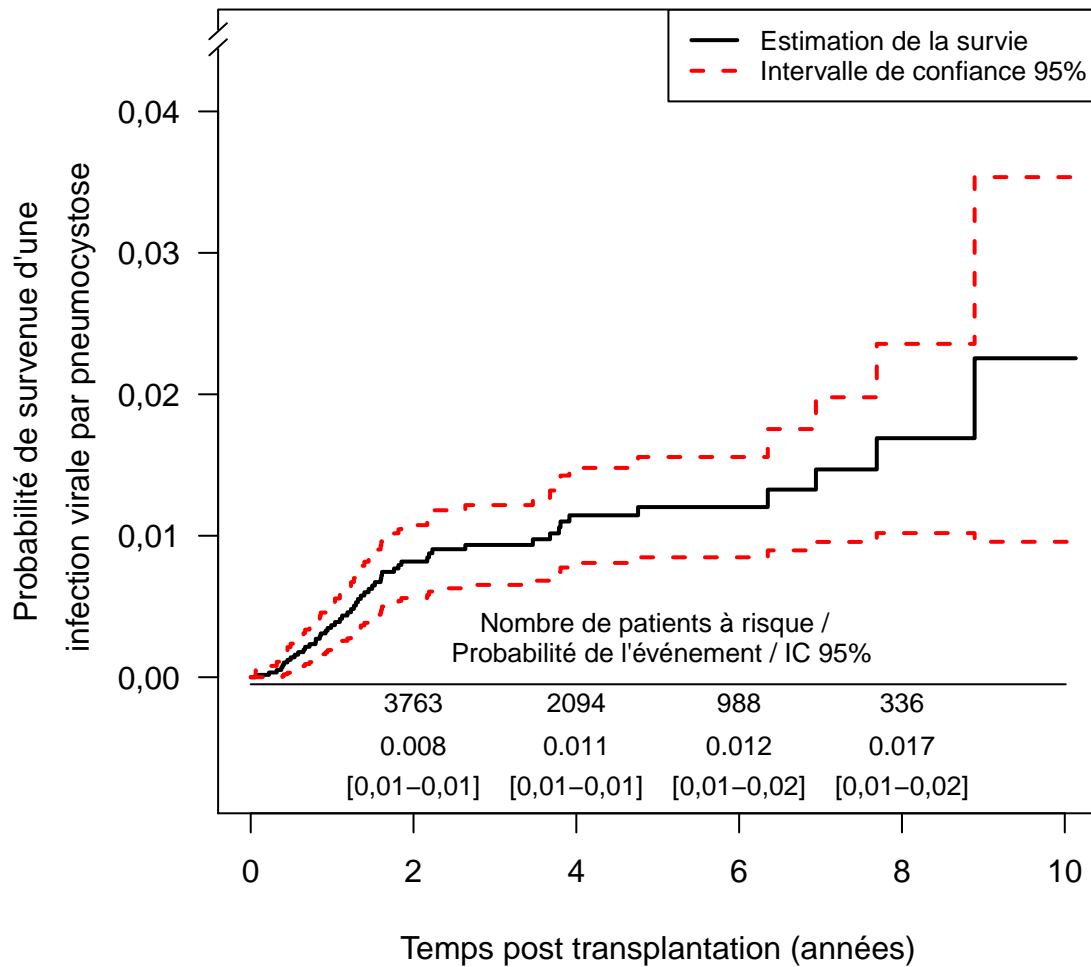 Estimation de la survie
Intervalle de confiance 95%
Probabilité de survenue d'une
infection virale par pneumocystose
0,04
0,03
0,02
0,01
0,00
Nombre de patients à risque /
Probabilité de l'événement / IC 95%
3763 2094 988 336
0.008 0.011 0.012 0.017
[0,01−0,01] [0,01−0,01] [0,01−0,02] [0,01−0,02]
0 2 4 6 8 10
Temps post transplantation (années)